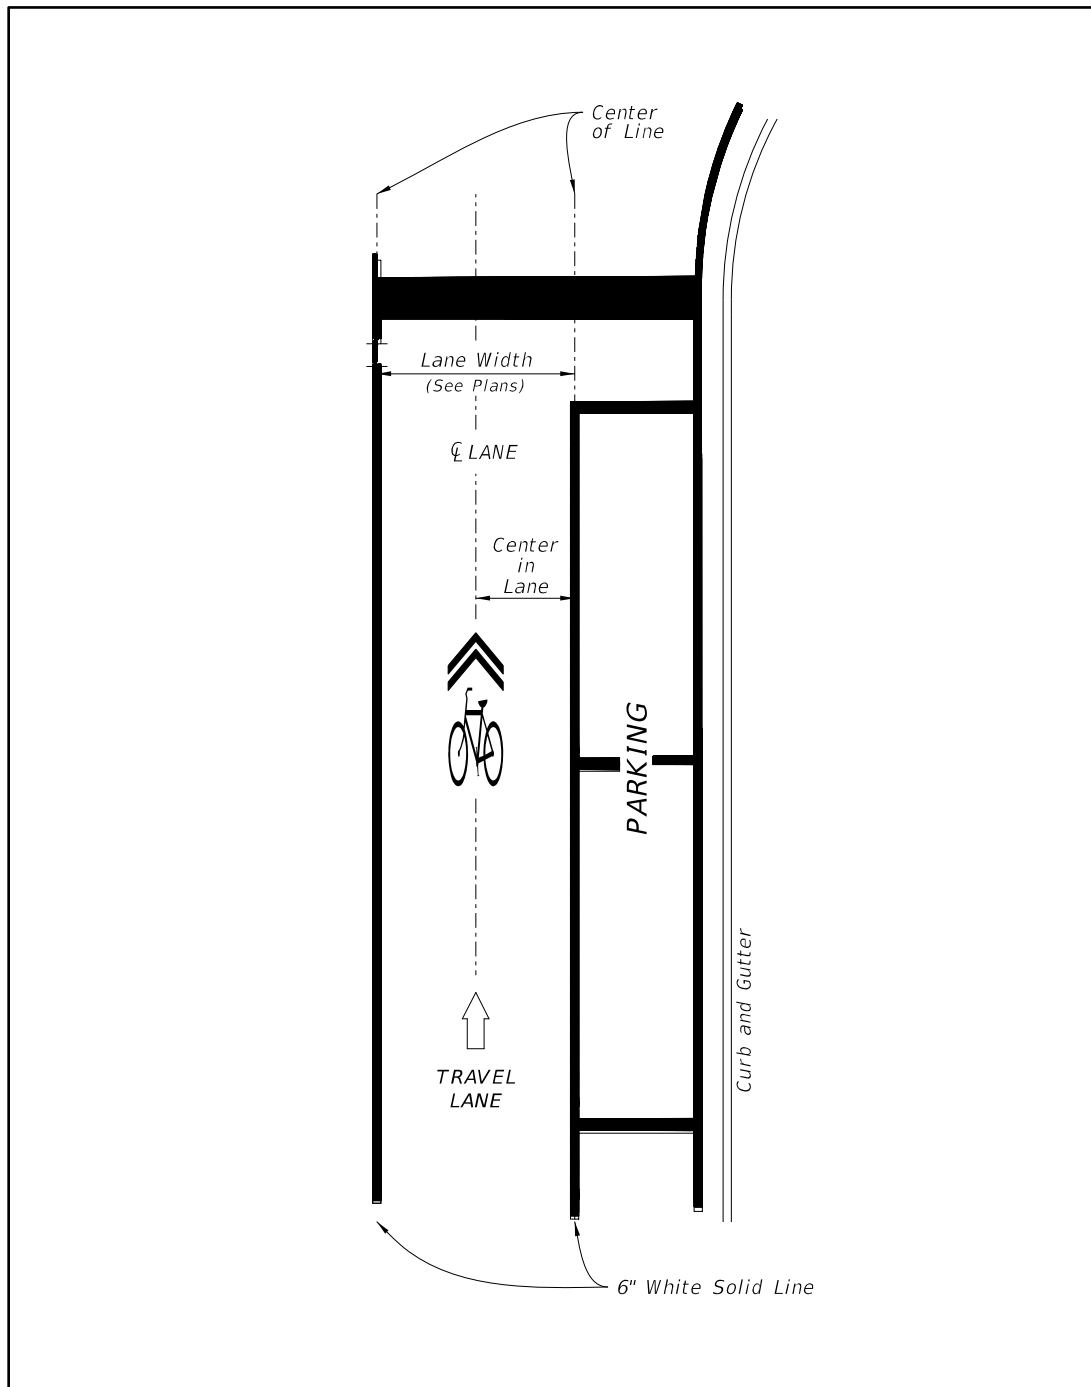 Center
of Line
Lane Width
(See Plans)
℄ LANE
Center
in
Lane
PARKING
Curb and Gutter
TRAVEL
LANE
6" White Solid Line